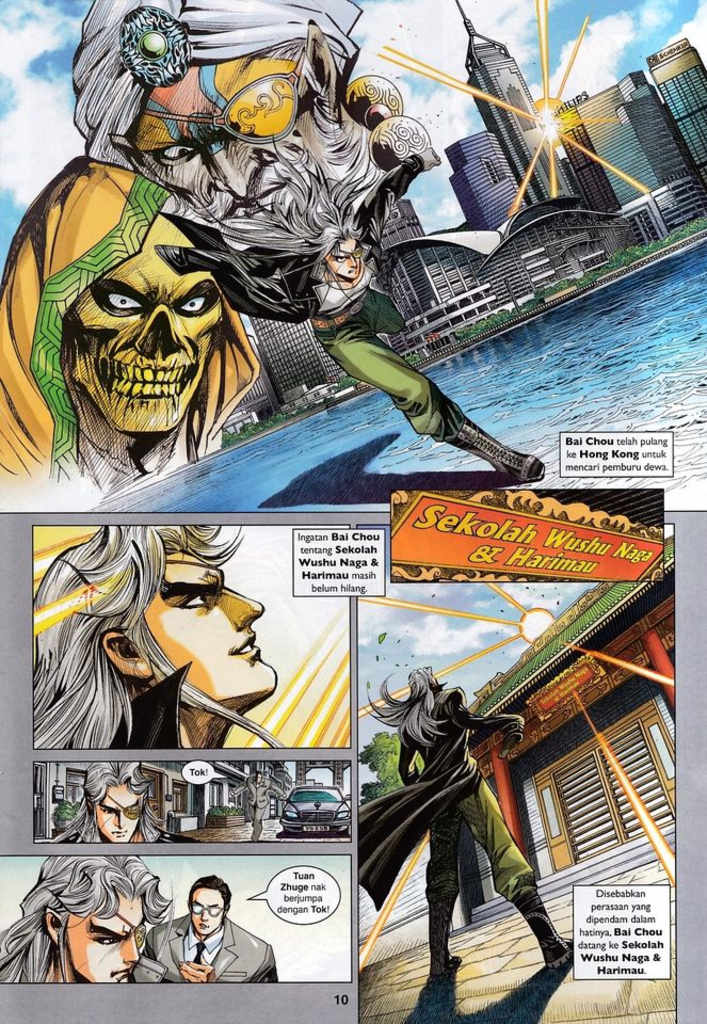 PHILIPS
Bai Chou telah pulang
ke Hong Kong untuk
mencari pemburu dewa.
Ingatan Bai Chou
tentang Sekolah
Wushu Naga &
Harimau masih
belum hilang.
Sekolah Wushu Naga
& Harimau
Tok!
Tuan
Zhuge nak
berjumpa
dengan Tok!
Disebabkan
perasaan yang
dipendam dalam
hatinya, Bai Chou
datang ke Sekolah
Wushu Naga &
Harimau.
10